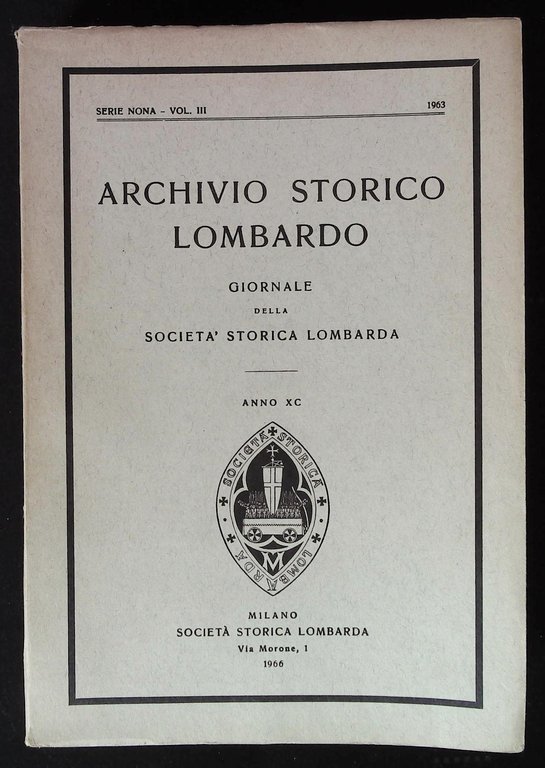 SERIE NONA - VOL. III
1963
ARCHIVIO STORICO
LOMBARDO
GIORNALE
DELLA
SOCIETA' STORICA LOMBARDA
ANNO XC
SOCIETÀ STORICA LOMBARDA
M
MILANO
SOCIETÀ STORICA LOMBARDA
Via Morone, 1
1966